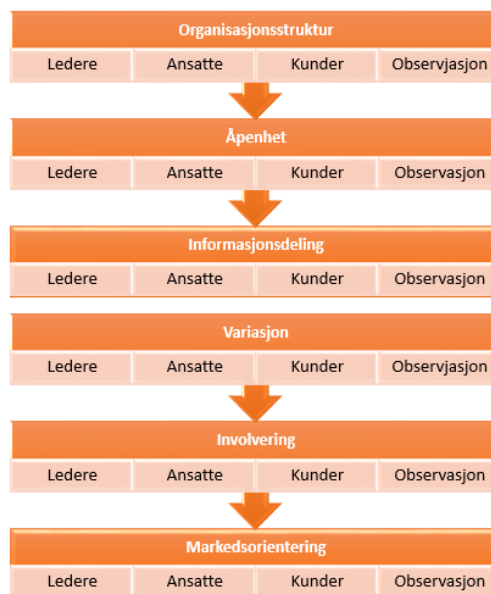 Organisasjonsstruktur
Ledere Ansatte Kunder Observjasjon
Åpenhet
Ledere Ansatte Kunder Observasjon
Informasjonsdeling
Ledere Ansatte Kunder Observasjon
Variasjon
Ledere Ansatte Kunder Observjasjon
Involvering
Ledere Ansatte Kunder Observasjon
Markedsorientering
Ledere Ansatte Kunder Observasjon